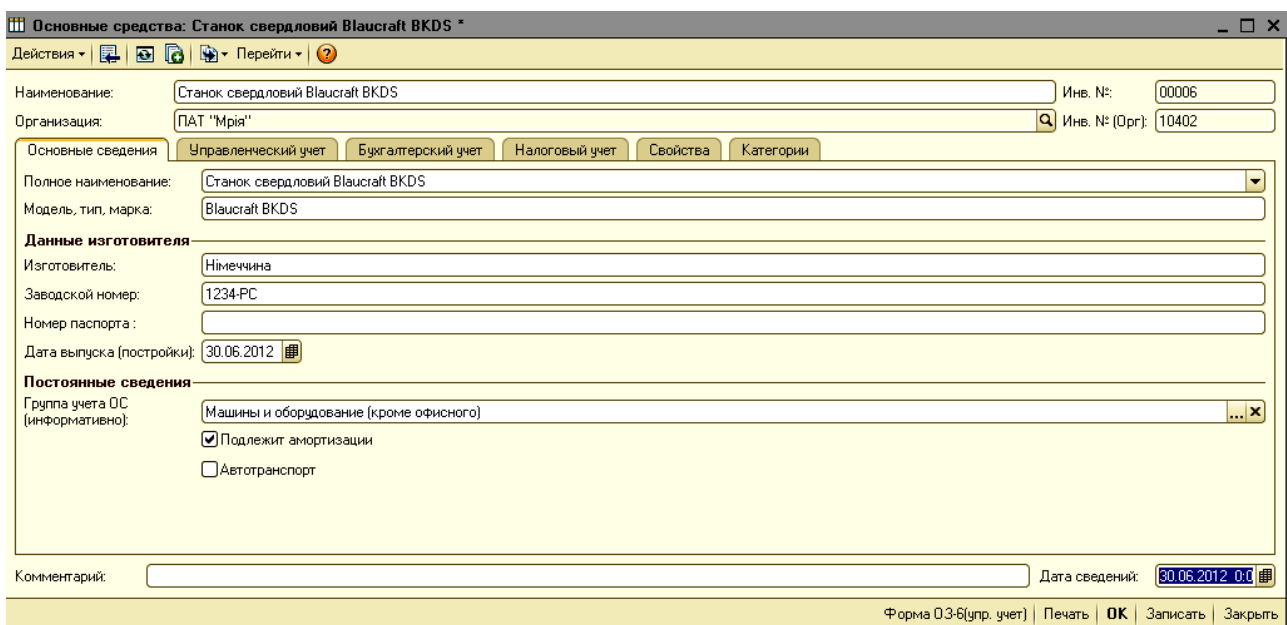 Основные средства: Станок свердловий Blaucraft BKDS *
Действия Перейти
Наименование: Станок свердловий Blaucraft BKDS Инв. №: 00006
Организация: ПАТ "Мрія" Инв. № (Орг): 10402
Основные сведения Управленческий учет Бухгалтерский учет Налоговый учет Свойства Категории
Полное наименование: Станок свердловий Blaucraft BKDS
Модель, тип, марка: Blaucraft BKDS
Данные изготовителя
Изготовитель: Німеччина
Заводской номер: 1234-РС
Номер паспорта :
Дата выпуска (постройки): 30.06.2012
Постоянные сведения
Группа учета ОС
(информативно): Машины и оборудование (кроме офисного) ...
Подлежит амортизации
Автотранспорт
Комментарий: Дата сведений: 30.06.2012 0:0
Форма ОЗ-6(упр. учет) Печать OK Записать Закрыть